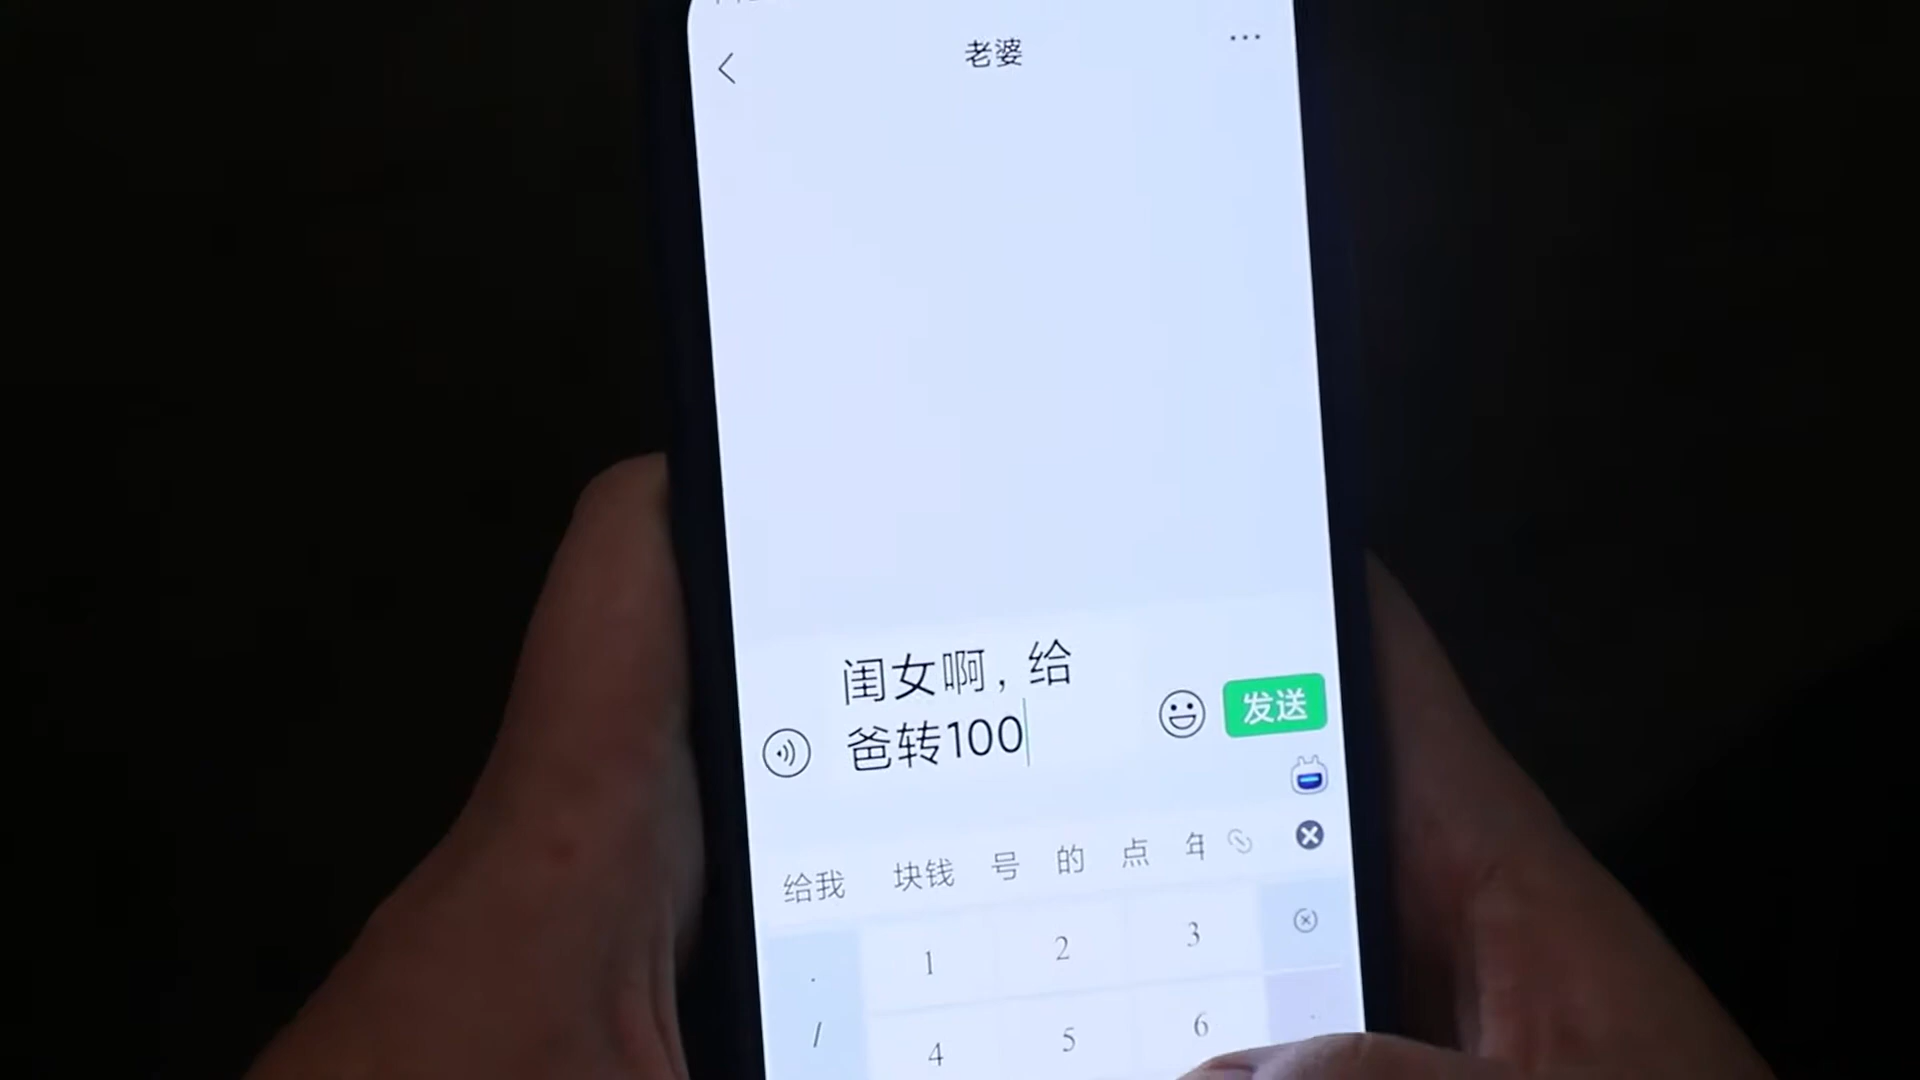 老婆
闺女啊，给
爸转100
发送
给我 块钱 号 的 点 年
. 1 2 3
/ 4 5 6